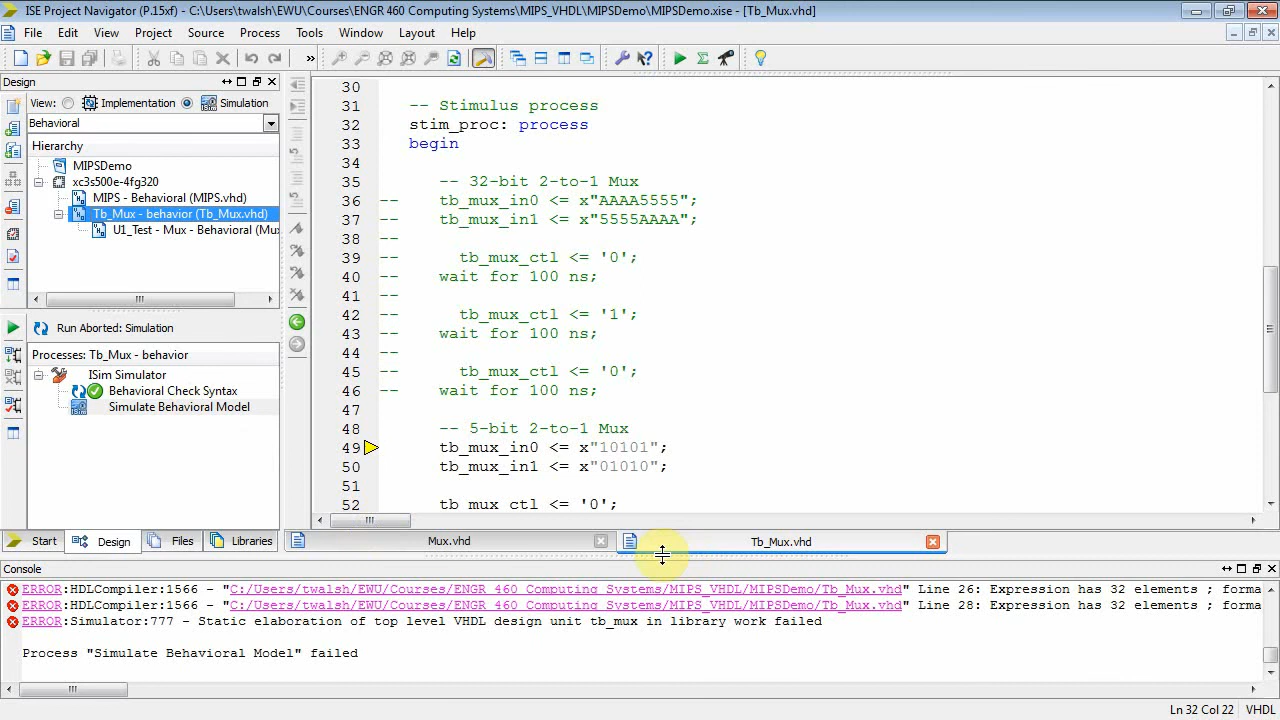 ISE Project Navigator (P.15xf) - C:\Users\twalsh\EWU\Courses\ENGR 460 Computing Systems\MIPS_VHDL\MIPSDemo\MIPSDemo.xise - [Tb_Mux.vhd]
File Edit View Project Source Process Tools Window Layout Help
Design
View: Implementation Simulation
Behavioral
Hierarchy
MIPSDemo
xc3s500e-4fg320
MIPS - Behavioral (MIPS.vhd)
Tb_Mux - behavior (Tb_Mux.vhd)
U1_Test - Mux - Behavioral (Mux
Run Aborted: Simulation
Processes: Tb_Mux - behavior
ISim Simulator
Behavioral Check Syntax
Simulate Behavioral Model
30
31 -- Stimulus process
32 stim_proc: process
33 begin
34
35 -- 32-bit 2-to-1 Mux
36 -- tb_mux_in0 <= x"AAAA5555";
37 -- tb_mux_in1 <= x"5555AAAA";
38 --
39 -- tb_mux_ctl <= '0';
40 -- wait for 100 ns;
41 --
42 -- tb_mux_ctl <= '1';
43 -- wait for 100 ns;
44 --
45 -- tb_mux_ctl <= '0';
46 -- wait for 100 ns;
47
48 -- 5-bit 2-to-1 Mux
49 tb_mux_in0 <= x"10101";
50 tb_mux_in1 <= x"01010";
51
52 tb_mux_ctl <= '0';
Start Design Files Libraries
Mux.vhd Tb_Mux.vhd
Console
ERROR:HDLCompiler:1566 - "C:/Users/twalsh/EWU/Courses/ENGR 460 Computing Systems/MIPS_VHDL/MIPSDemo/Tb_Mux.vhd" Line 26: Expression has 32 elements ; forma
ERROR:HDLCompiler:1566 - "C:/Users/twalsh/EWU/Courses/ENGR 460 Computing Systems/MIPS_VHDL/MIPSDemo/Tb_Mux.vhd" Line 28: Expression has 32 elements ; forma
ERROR:Simulator:777 - Static elaboration of top level VHDL design unit tb_mux in library work failed
Process "Simulate Behavioral Model" failed
Ln 32 Col 22 VHDL